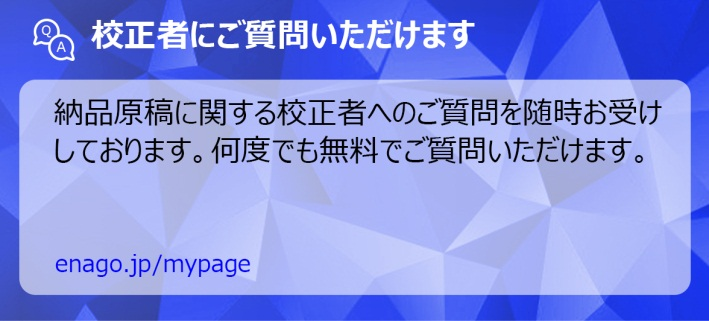 Q
A
校正者にご質問いただけます
納品原稿に関する校正者へのご質問を随時お受け
しております。何度でも無料でご質問いただけます。
enago.jp/mypage